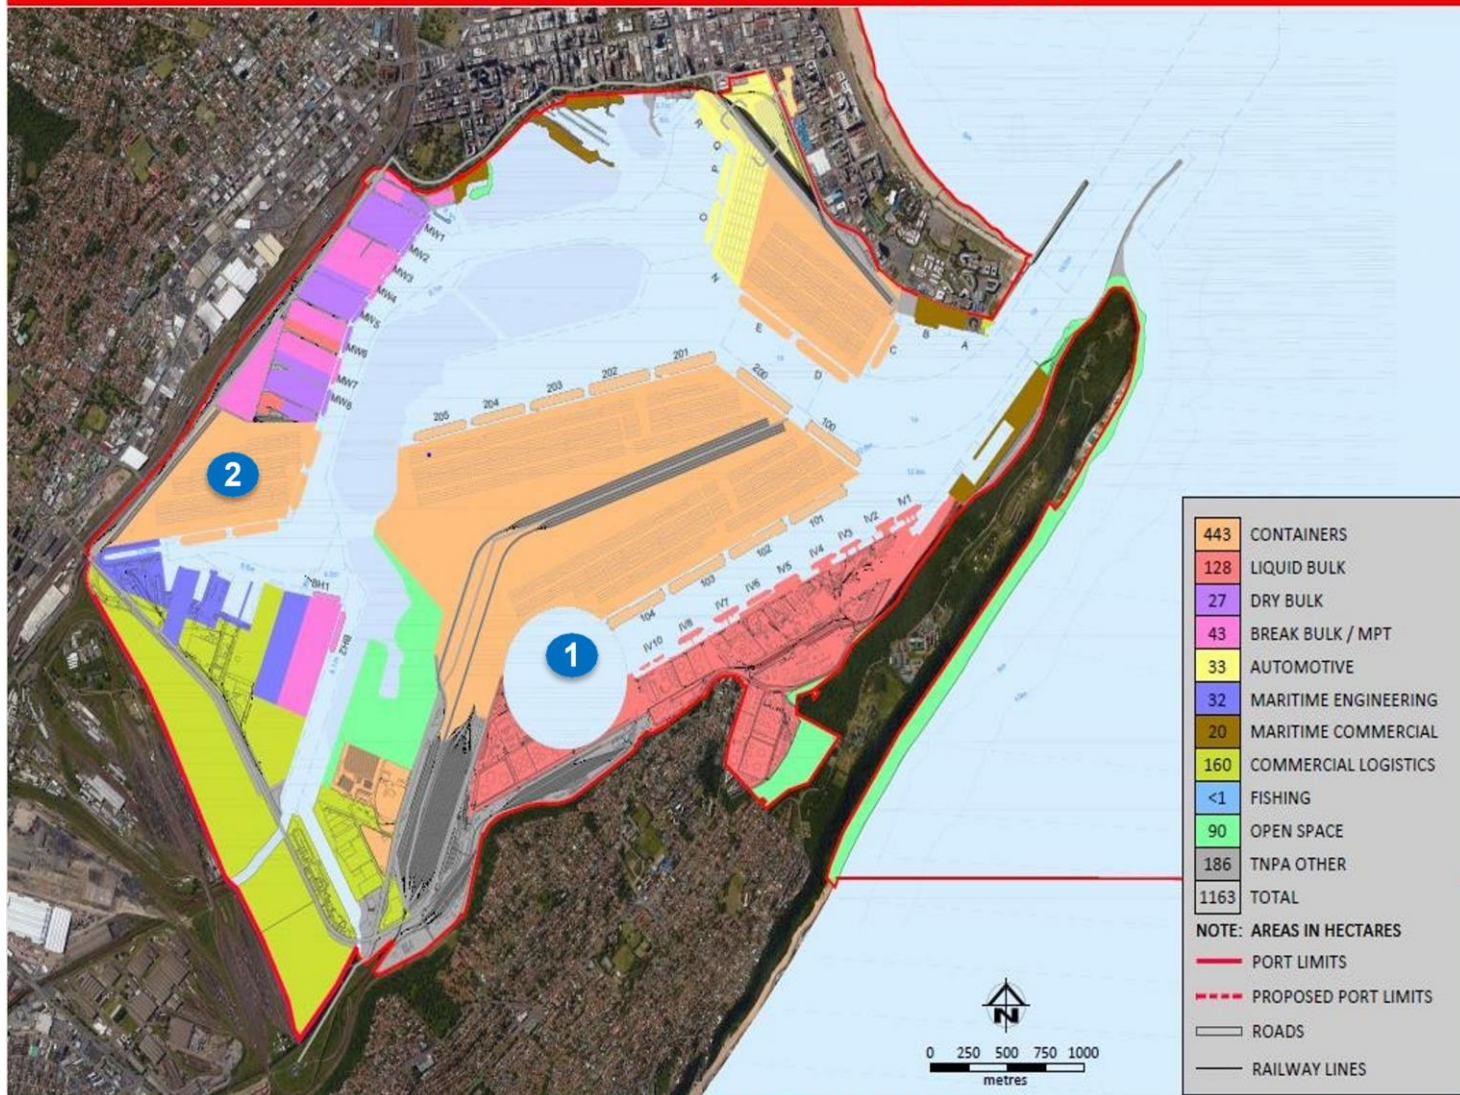 R
Q
P
O
N
MW1
MW2
MW3
MW4
MW5
MW6
MW7
MW8
E
D
C
B
A
201
202
203
204
205
200
100
2
101
102
103
104
IV1
IV2
IV3
IV4
IV5
IV6
IV7
IV8
IV10
BH1
BH2
1
443 CONTAINERS
128 LIQUID BULK
27 DRY BULK
43 BREAK BULK / MPT
33 AUTOMOTIVE
32 MARITIME ENGINEERING
20 MARITIME COMMERCIAL
160 COMMERCIAL LOGISTICS
<1 FISHING
90 OPEN SPACE
186 TNPA OTHER
1163 TOTAL
NOTE: AREAS IN HECTARES
PORT LIMITS
PROPOSED PORT LIMITS
ROADS
RAILWAY LINES
N
0 250 500 750 1000
metres